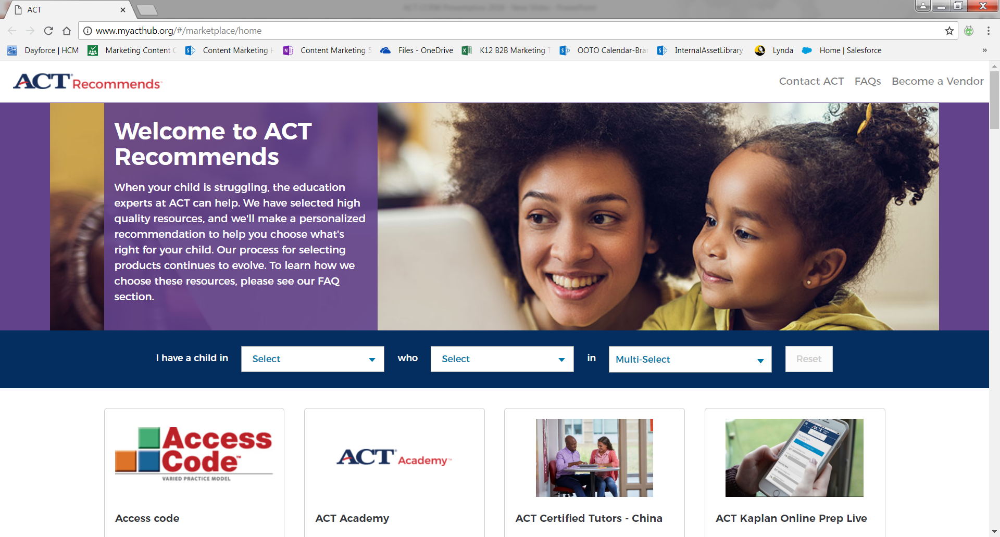 ACT
www.myacthub.org/#/marketplace/home
Dayforce | HCM
Marketing Content
Content Marketing
Content Marketing
Files - OneDrive
K12 B2B Marketing
OOTO Calendar-Bra
InternalAssetLibrary
Lynda
Home | Salesforce
»
ACT Recommends™
Contact ACT
FAQs
Become a Vendor
Welcome to ACT
Recommends
When your child is struggling, the education
experts at ACT can help. We have selected high
quality resources, and we'll make a personalized
recommendation to help you choose what's
right for your child. Our process for selecting
products continues to evolve. To learn how we
choose these resources, please see our FAQ
section.
I have a child in
Select
who
Select
in
Multi-Select
Reset
Access
Code™
VARIED PRACTICE MODEL
ACT® Academy™
ACT
Access code
ACT Academy
ACT Certified Tutors - China
ACT Kaplan Online Prep Live